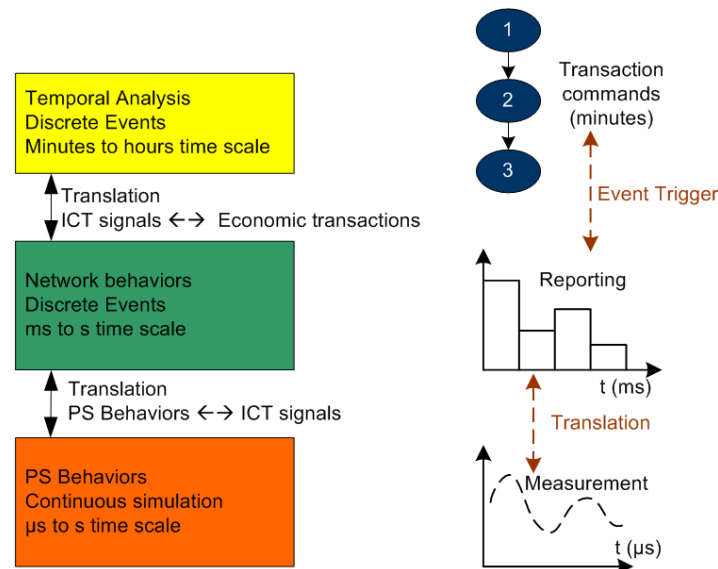 Temporal Analysis
Discrete Events
Minutes to hours time scale
Translation
ICT signals ←→ Economic transactions
Network behaviors
Discrete Events
ms to s time scale
Translation
PS Behaviors ←→ ICT signals
PS Behaviors
Continuous simulation
µs to s time scale
1
2
3
Transaction
commands
(minutes)
Event Trigger
Reporting
t (ms)
Translation
Measurement
t (µs)